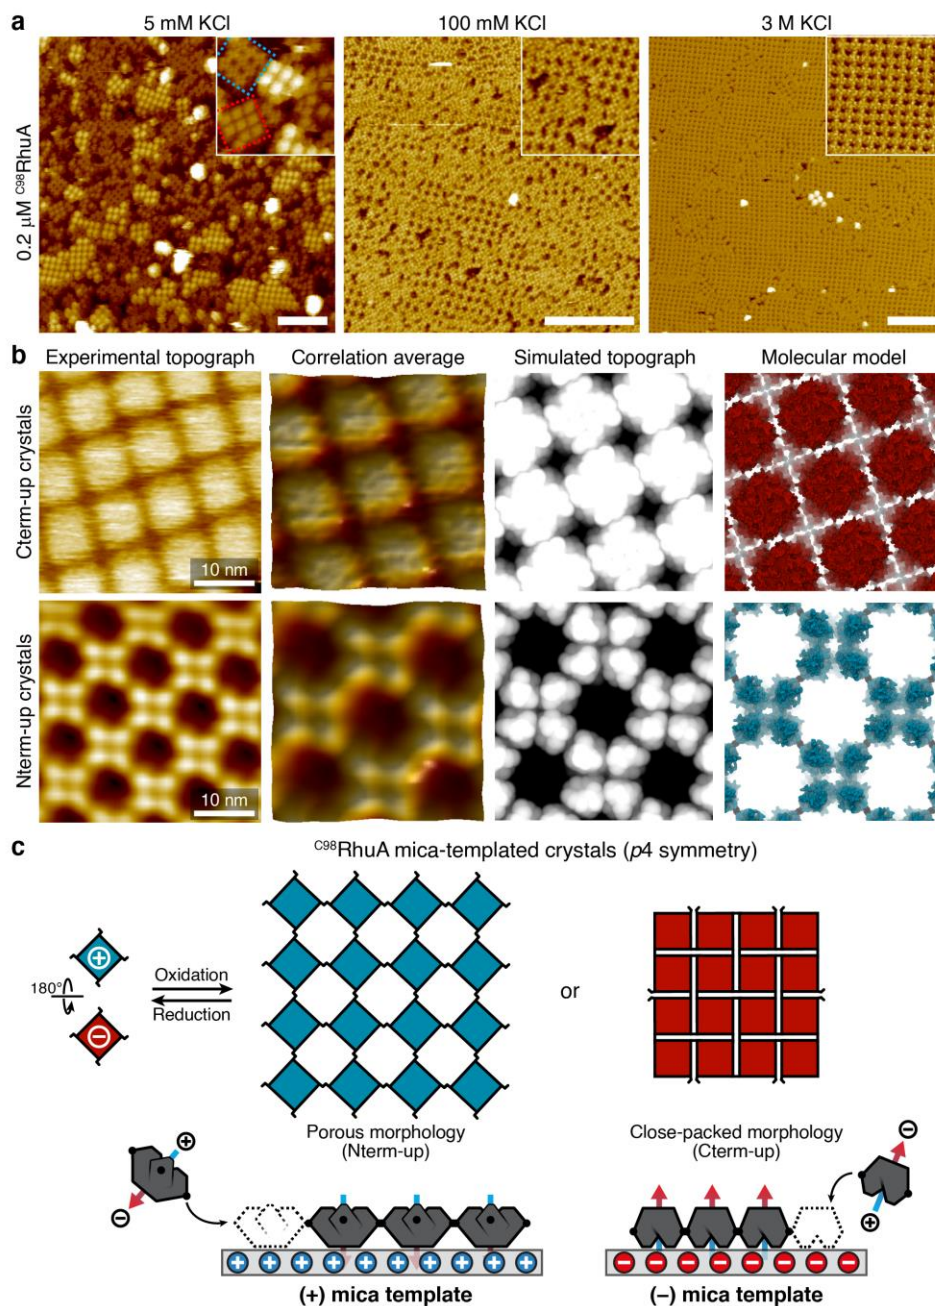 a
5 mM KCl
100 mM KCl
3 M KCl
0.2 μM C98RhuA
b
Experimental topograph
Correlation average
Simulated topograph
Molecular model
Cterm-up crystals
10 nm
Nterm-up crystals
10 nm
c
C98RhuA mica-templated crystals (p4 symmetry)
+
180°
−
Oxidation
Reduction
or
Porous morphology
(Nterm-up)
Close-packed morphology
(Cterm-up)
+
−
−
+
+ + + + + + + + +
− − − − − − − −
(+) mica template
(−) mica template